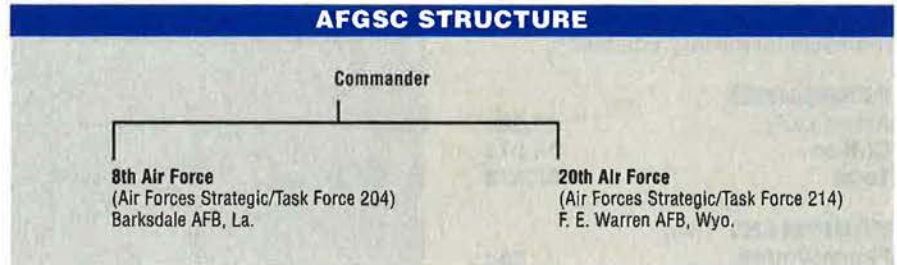 AFGSC STRUCTURE
Commander
8th Air Force
(Air Forces Strategic/Task Force 204)
Barksdale AFB, La.
20th Air Force
(Air Forces Strategic/Task Force 214)
F. E. Warren AFB, Wyo.